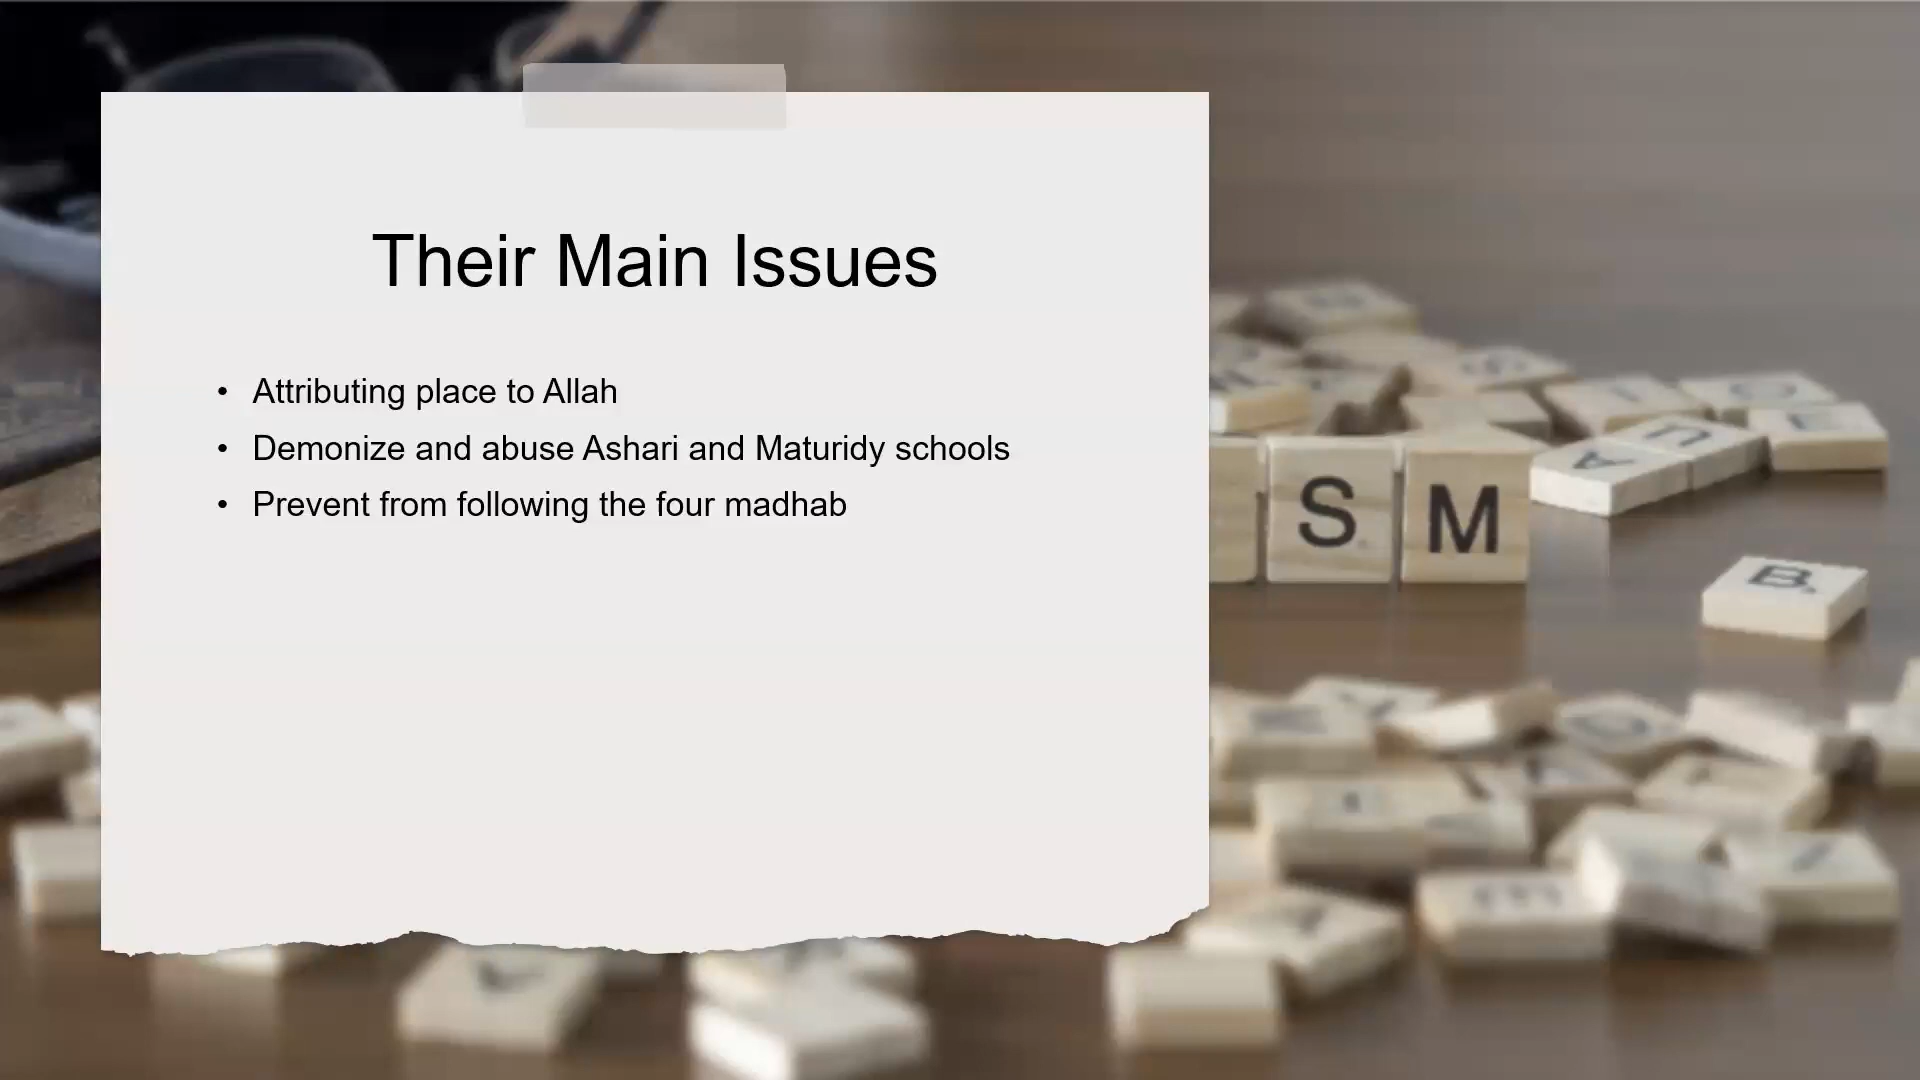 Their Main Issues
• Attributing place to Allah
• Demonize and abuse Ashari and Maturidy schools
• Prevent from following the four madhab
S M
A U
B